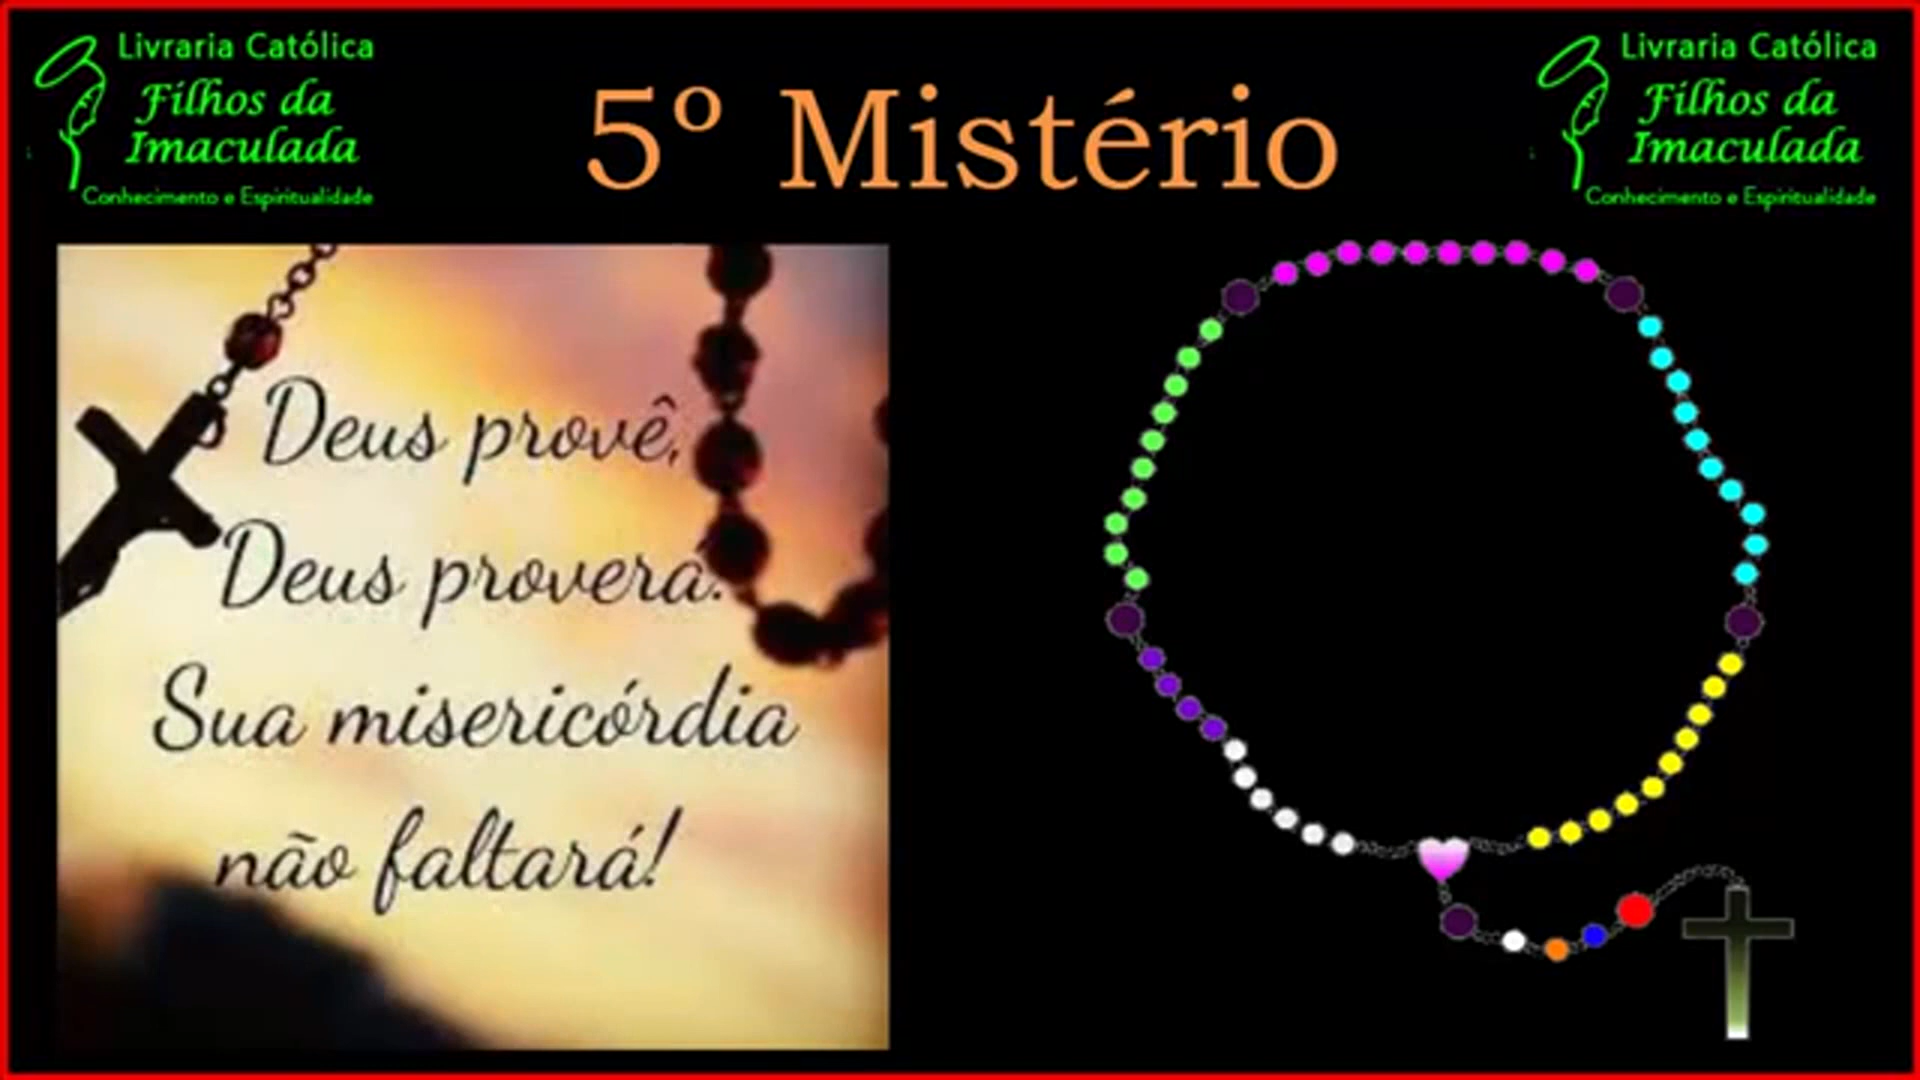 Livraria Católica
Filhos da
Imaculada
Conhecimento e Espiritualidade
5º Mistério
Livraria Católica
Filhos da
Imaculada
Conhecimento e Espiritualidade
Deus provê,
Deus proverá.
Sua misericórdia
não faltará!